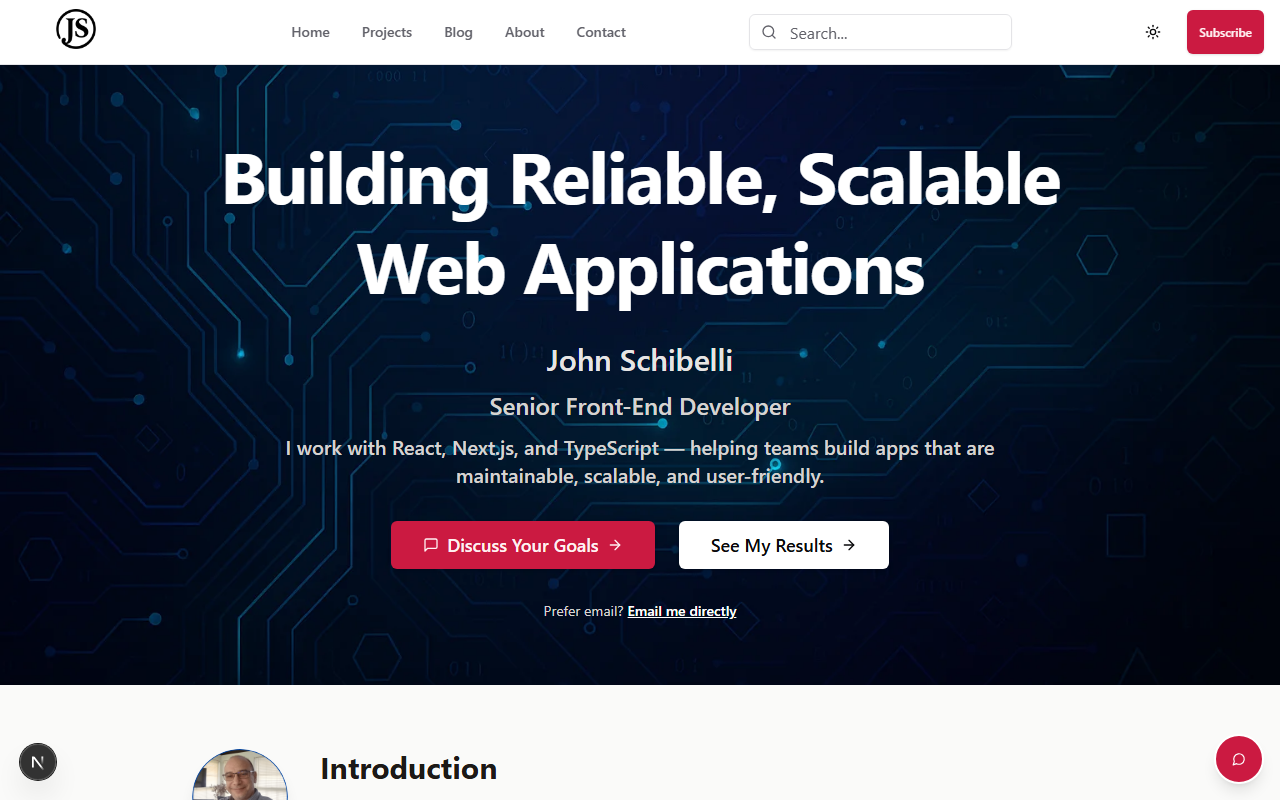 JS
Home
Projects
Blog
About
Contact
Search...
Subscribe
Building Reliable, Scalable
Web Applications
John Schibelli
Senior Front-End Developer
I work with React, Next.js, and TypeScript — helping teams build apps that are
maintainable, scalable, and user-friendly.
Discuss Your Goals →
See My Results →
Prefer email? Email me directly
Introduction
N